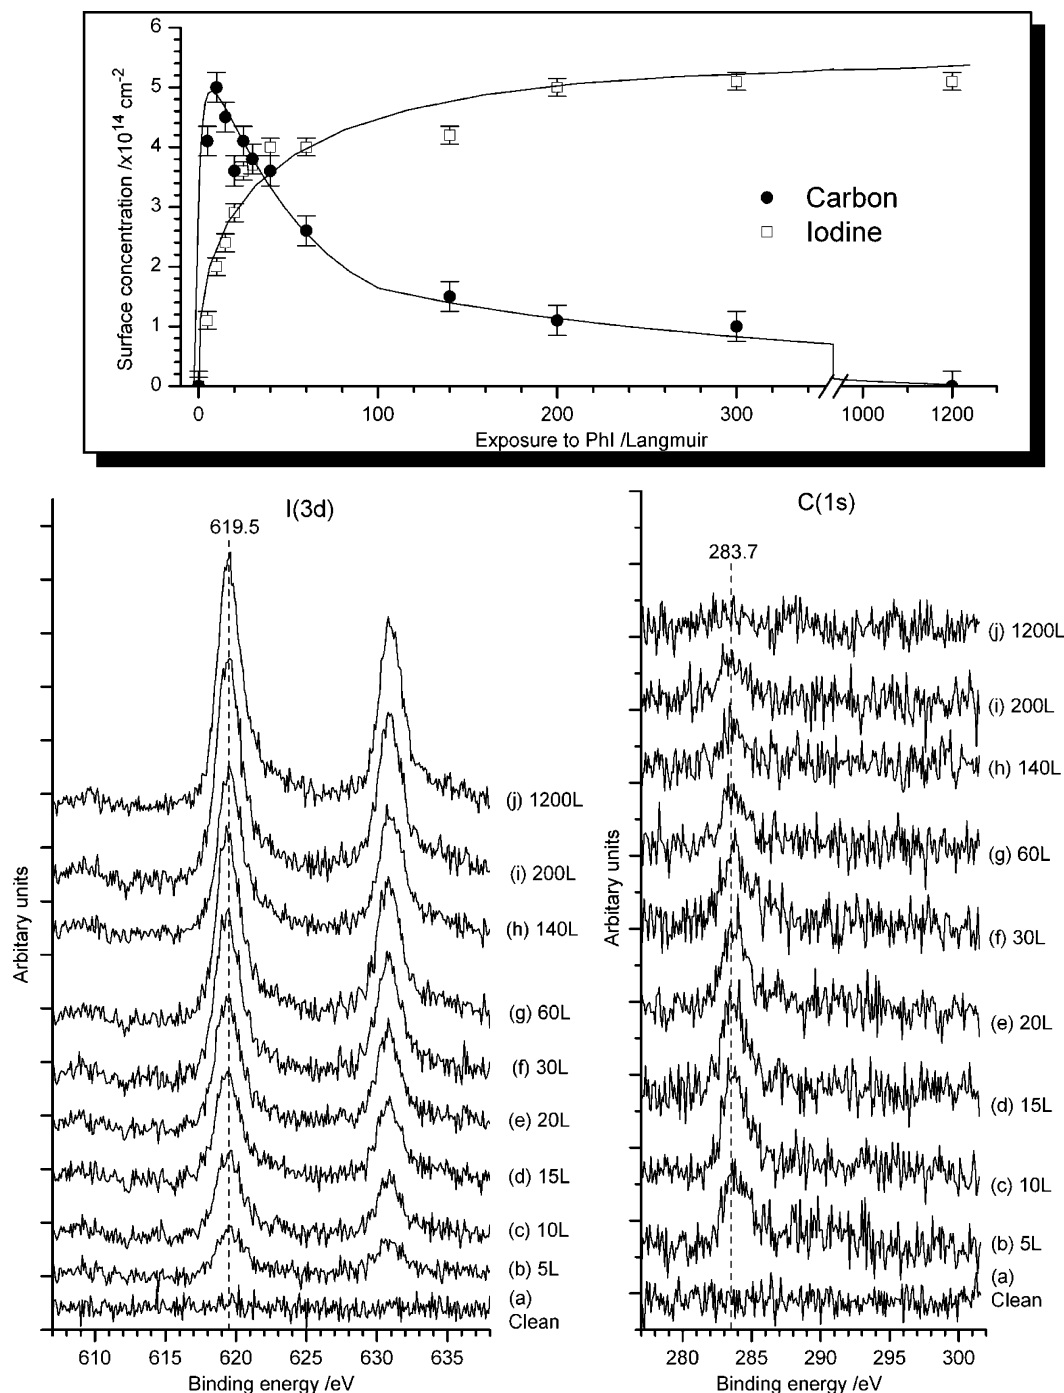 6
5
4
3
2
1
0
Surface concentration /x10¹⁴ cm⁻²
Carbon
Iodine
0 100 200 300 1000 1200
Exposure to PhI /Langmuir
I(3d)
619.5
(j) 1200L
(i) 200L
(h) 140L
(g) 60L
(f) 30L
(e) 20L
(d) 15L
(c) 10L
(b) 5L
(a)
Clean
Arbitary units
610 615 620 625 630 635
Binding energy /eV
C(1s)
283.7
(j) 1200L
(i) 200L
(h) 140L
(g) 60L
(f) 30L
(e) 20L
(d) 15L
(c) 10L
(b) 5L
(a)
Clean
Arbitary units
280 285 290 295 300
Binding energy /eV